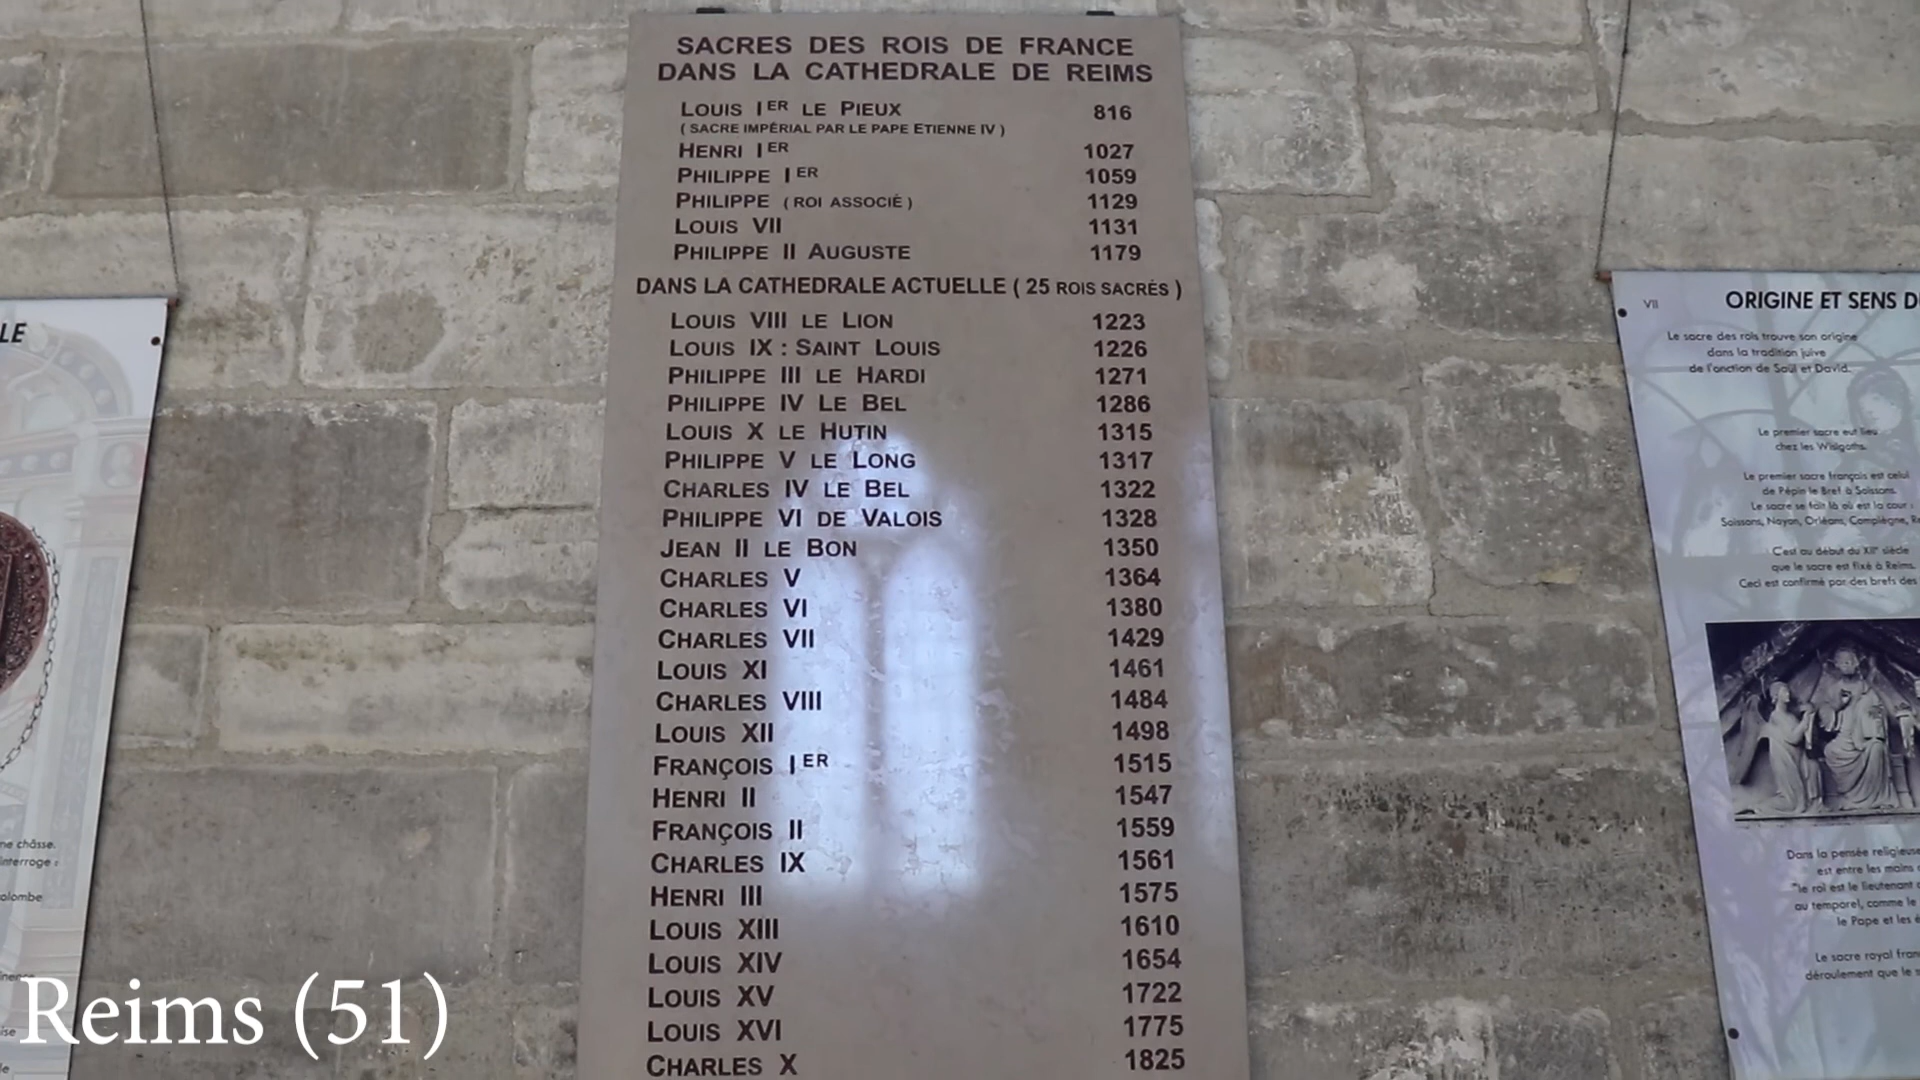 SACRES DES ROIS DE FRANCE
DANS LA CATHEDRALE DE REIMS
LOUIS IER LE PIEUX 816
( SACRE IMPÉRIAL PAR LE PAPE ETIENNE IV )
HENRI IER 1027
PHILIPPE IER 1059
PHILIPPE ( ROI ASSOCIÉ ) 1129
LOUIS VII 1131
PHILIPPE II AUGUSTE 1179
DANS LA CATHEDRALE ACTUELLE ( 25 ROIS SACRÉS )
LOUIS VIII LE LION 1223
LOUIS IX : SAINT LOUIS 1226
PHILIPPE III LE HARDI 1271
PHILIPPE IV LE BEL 1286
LOUIS X LE HUTIN 1315
PHILIPPE V LE LONG 1317
CHARLES IV LE BEL 1322
PHILIPPE VI DE VALOIS 1328
JEAN II LE BON 1350
CHARLES V 1364
CHARLES VI 1380
CHARLES VII 1429
LOUIS XI 1461
CHARLES VIII 1484
LOUIS XII 1498
FRANÇOIS IER 1515
HENRI II 1547
FRANÇOIS II 1559
CHARLES IX 1561
HENRI III 1575
LOUIS XIII 1610
LOUIS XIV 1654
LOUIS XV 1722
LOUIS XVI 1775
CHARLES X 1825
LE
ne châsse.
interroge :
olombe
VII ORIGINE ET SENS D
Le sacre des rois trouve son origine
dans la tradition juive
de l'onction de Saül et David.
Le premier sacre eut lieu
chez les Wisigoths.
Le premier sacre français est celui
de Pépin le Bref à Soissons.
Le sacre se fait là où est la cour :
Soissons, Noyon, Orléans, Compiègne, R
C'est au début du XIIe siècle
que le sacre est fixé à Reims.
Ceci est confirmé par des brefs des
Dans la pensée religieuse
est entre les mains
"le roi est le lieutenant
au temporel, comme le
le Pape et les
Le sacre royal fran
déroulement que le
Reims (51)